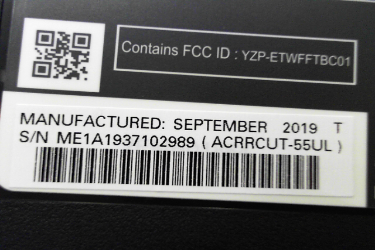 Contains FCC ID : YZP-ETWFFTBC01
MANUFACTURED: SEPTEMBER 2019 T
S/N ME1A1937102989 ( ACRRCUT-55UL )